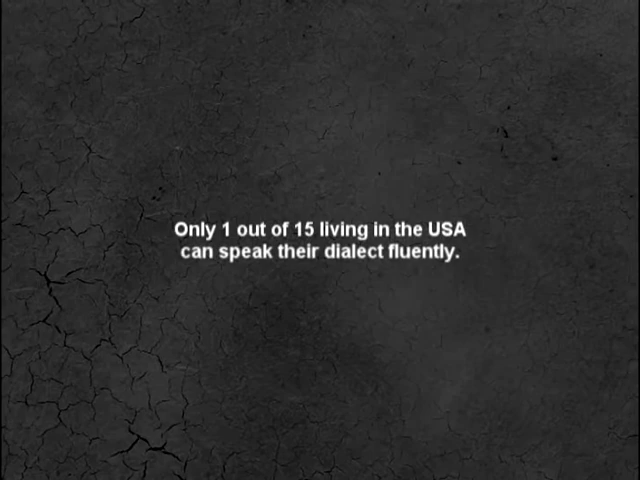 Only 1 out of 15 living in the USA
can speak their dialect fluently.